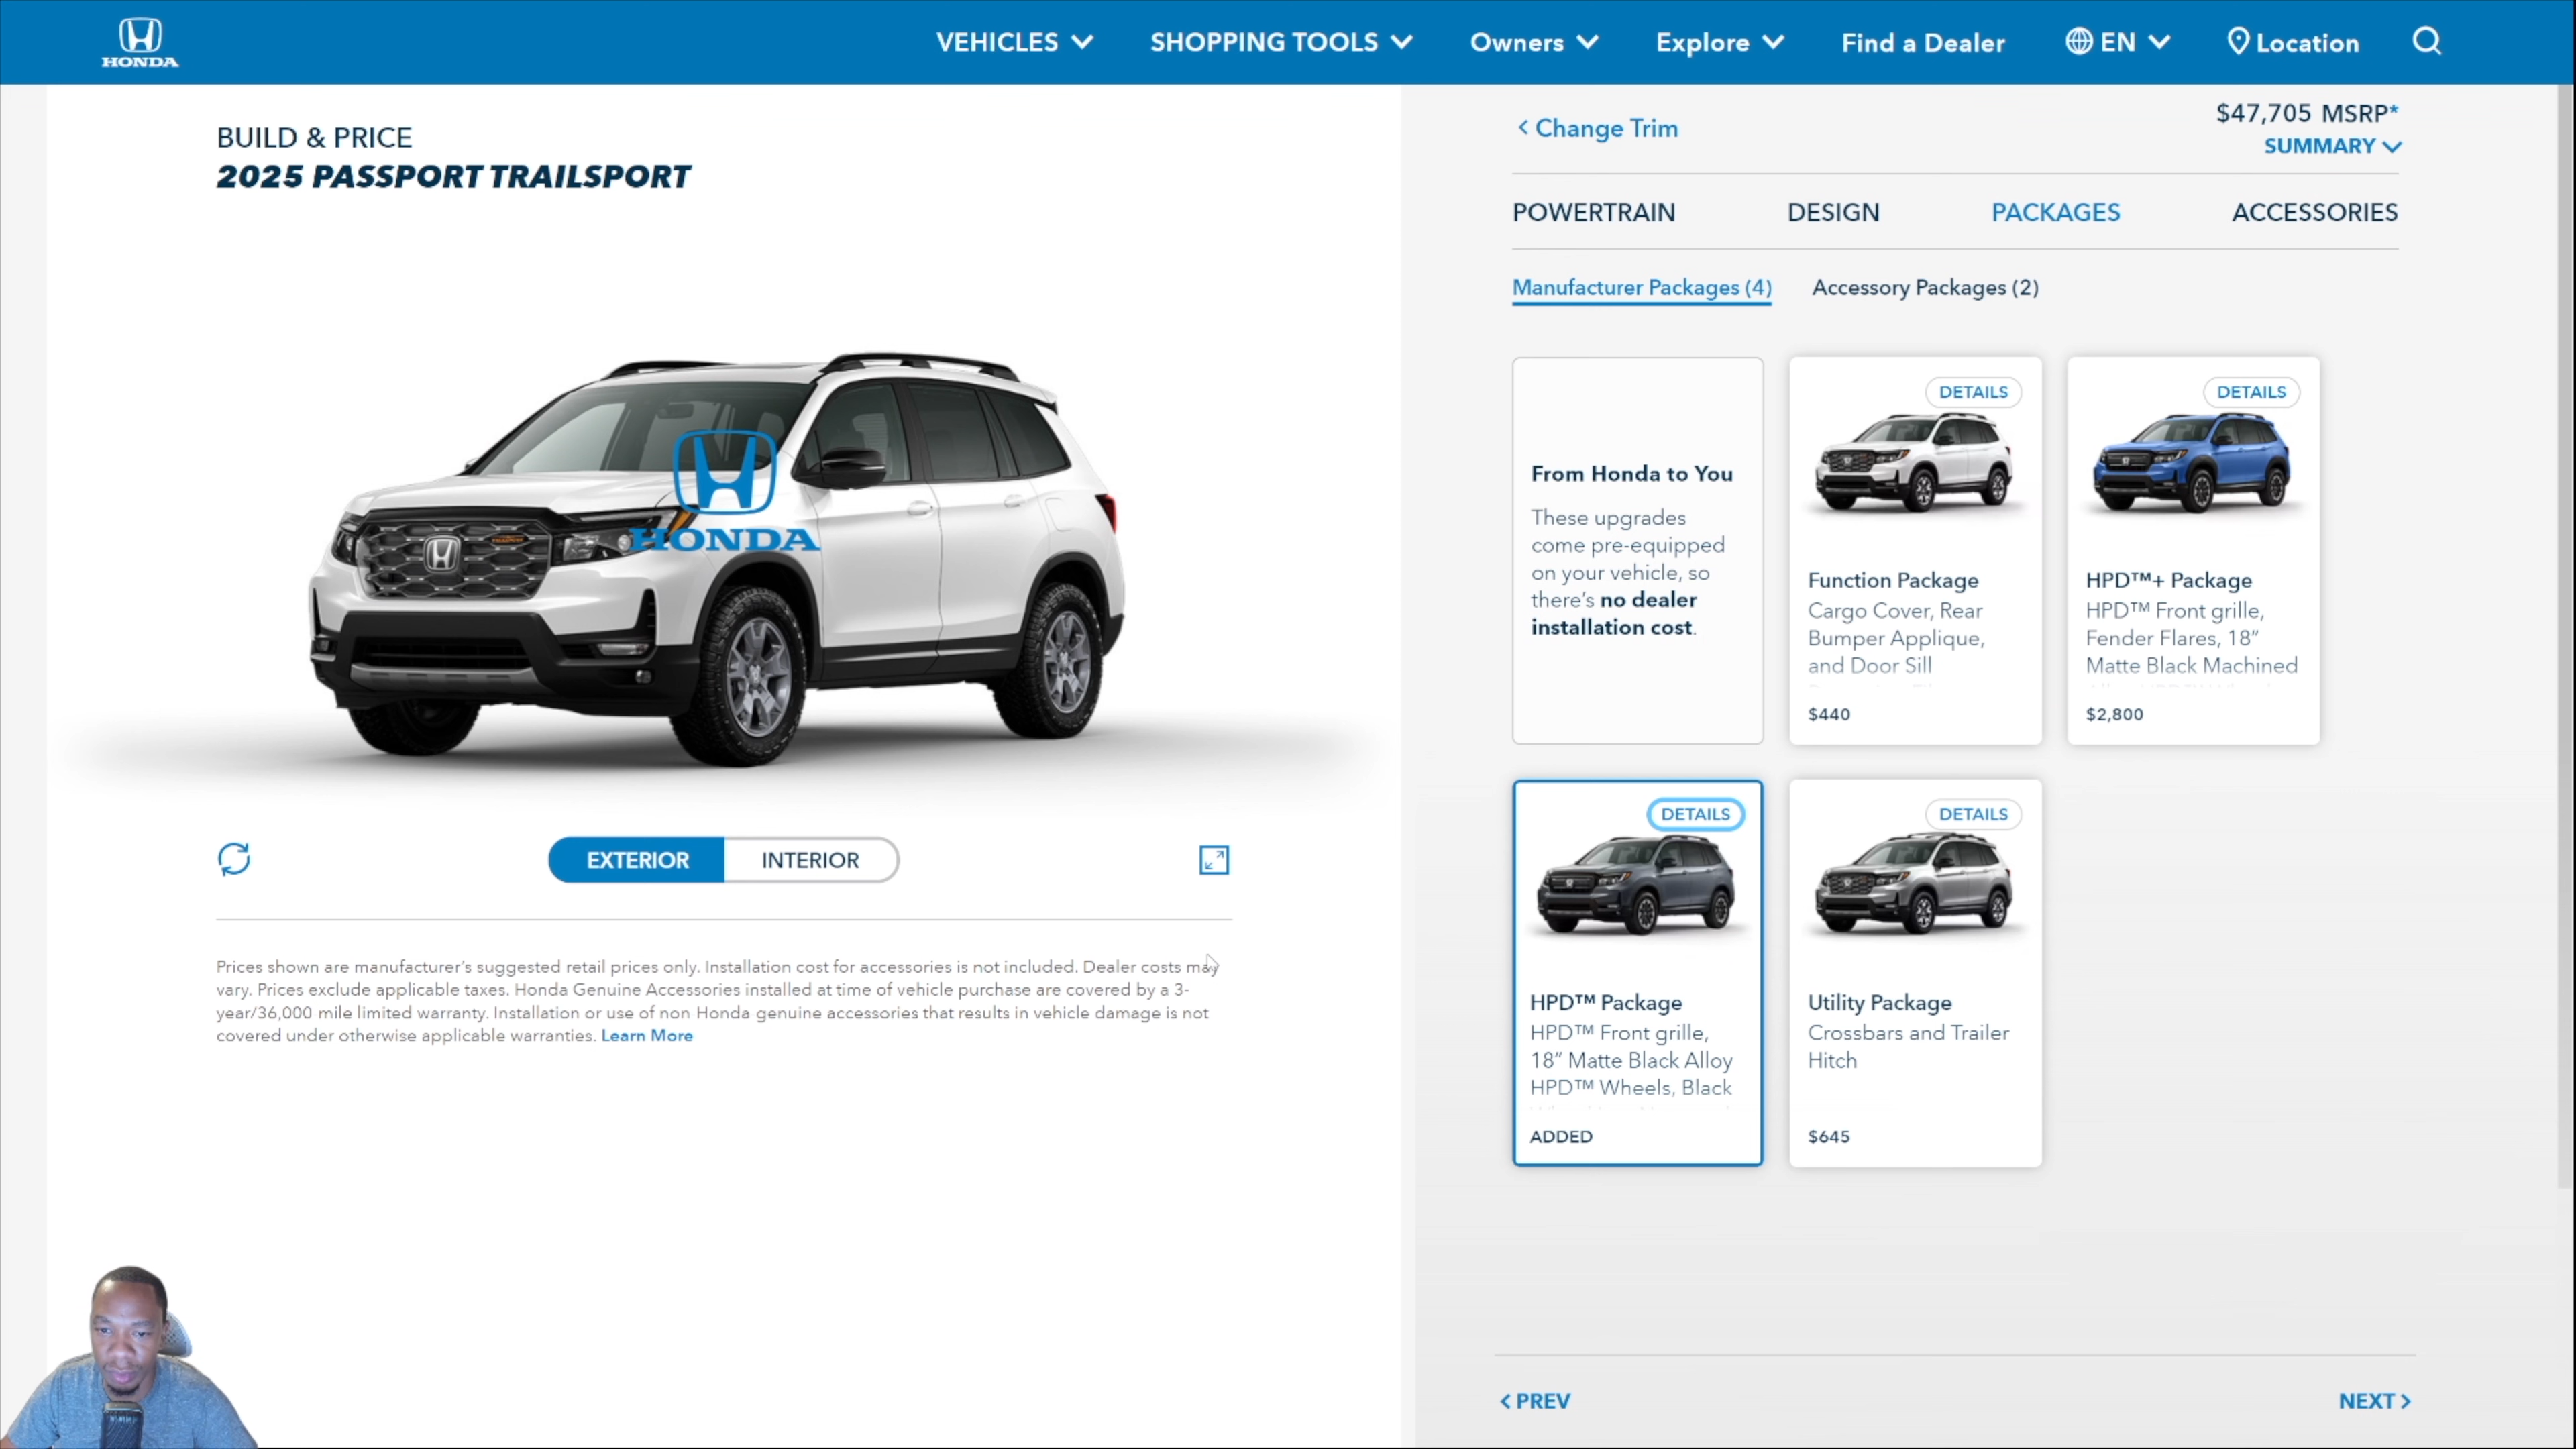 HONDA
VEHICLES
SHOPPING TOOLS
Owners
Explore
Find a Dealer
EN
Location
BUILD & PRICE
2025 PASSPORT TRAILSPORT
HONDA
EXTERIOR
INTERIOR
Prices shown are manufacturer's suggested retail prices only. Installation cost for accessories is not included. Dealer costs may
vary. Prices exclude applicable taxes. Honda Genuine Accessories installed at time of vehicle purchase are covered by a 3-
year/36,000 mile limited warranty. Installation or use of non Honda genuine accessories that results in vehicle damage is not
covered under otherwise applicable warranties. Learn More
Change Trim
$47,705 MSRP*
SUMMARY
POWERTRAIN
DESIGN
PACKAGES
ACCESSORIES
Manufacturer Packages (4)
Accessory Packages (2)
From Honda to You
These upgrades
come pre-equipped
on your vehicle, so
there's no dealer
installation cost.
DETAILS
Function Package
Cargo Cover, Rear
Bumper Applique,
and Door Sill
$440
DETAILS
HPD™+ Package
HPD™ Front grille,
Fender Flares, 18"
Matte Black Machined
$2,800
DETAILS
HPD™ Package
HPD™ Front grille,
18" Matte Black Alloy
HPD™ Wheels, Black
ADDED
DETAILS
Utility Package
Crossbars and Trailer
Hitch
$645
PREV
NEXT